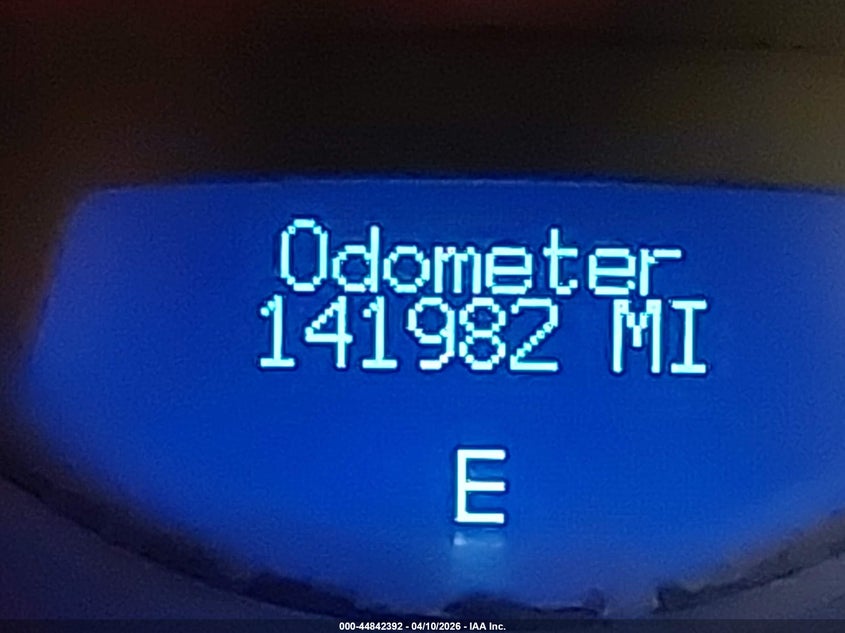 Odometer
141982 MI
E
000-44842392 - 04/10/2026 - IAA Inc.